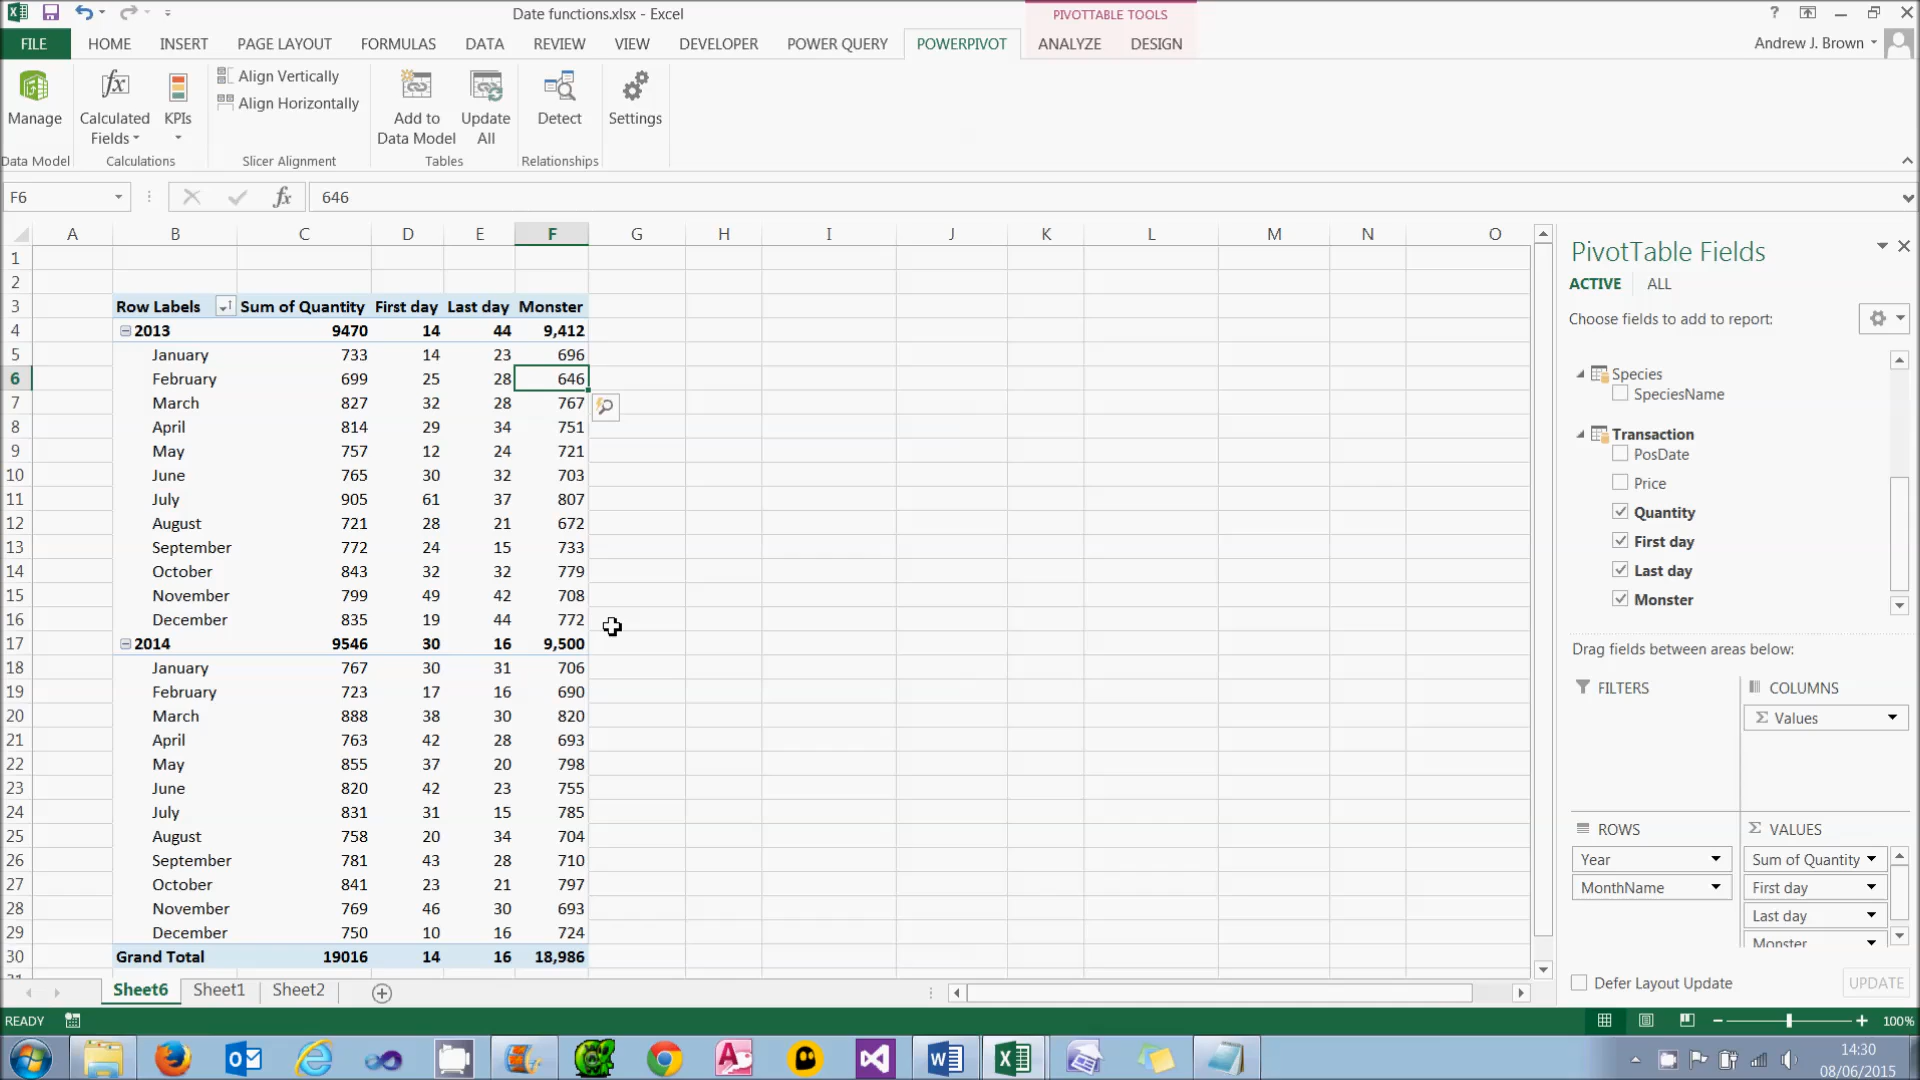 Date functions.xlsx - Excel
PIVOTTABLE TOOLS
?
FILE HOME INSERT PAGE LAYOUT FORMULAS DATA REVIEW VIEW DEVELOPER POWER QUERY POWERPIVOT ANALYZE DESIGN Andrew J. Brown
Manage
Calculated Fields
KPIs
Align Vertically
Align Horizontally
Add to Data Model
Update All
Detect
Settings
Data Model Calculations Slicer Alignment Tables Relationships
F6 fx 646
A B C D E F G H I J K L M N O
1
2
3 Row Labels Sum of Quantity First day Last day Monster
4 2013 9470 14 44 9,412
5 January 733 14 23 696
6 February 699 25 28 646
7 March 827 32 28 767
8 April 814 29 34 751
9 May 757 12 24 721
10 June 765 30 32 703
11 July 905 61 37 807
12 August 721 28 21 672
13 September 772 24 15 733
14 October 843 32 32 779
15 November 799 49 42 708
16 December 835 19 44 772
17 2014 9546 30 16 9,500
18 January 767 30 31 706
19 February 723 17 16 690
20 March 888 38 30 820
21 April 763 42 28 693
22 May 855 37 20 798
23 June 820 42 23 755
24 July 831 31 15 785
25 August 758 20 34 704
26 September 781 43 28 710
27 October 841 23 21 797
28 November 769 46 30 693
29 December 750 10 16 724
30 Grand Total 19016 14 16 18,986
Sheet6 Sheet1 Sheet2
READY
100%
PivotTable Fields
ACTIVE ALL
Choose fields to add to report:
Species
SpeciesName
Transaction
PosDate
Price
Quantity
First day
Last day
Monster
Drag fields between areas below:
FILTERS
COLUMNS
Σ Values
ROWS
Year
MonthName
Σ VALUES
Sum of Quantity
First day
Last day
Monster
Defer Layout Update UPDATE
14:30
08/06/2015